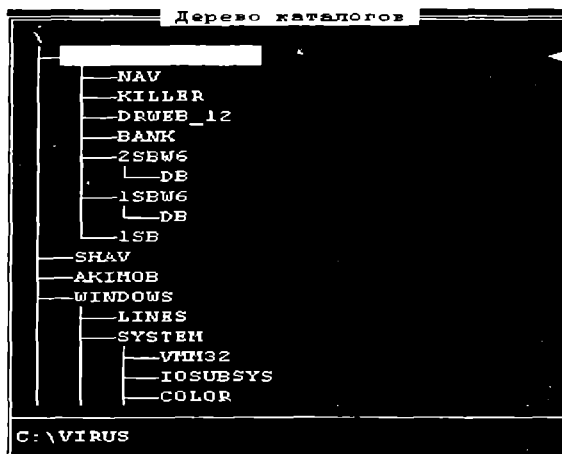 Дерево каталогов
\
NAV
KILLER
DRWEB_12
BANK
2SBW6
DB
1SBW6
DB
1SB
SHAV
AKIMOB
WINDOWS
LINES
SYSTEM
VMM32
IOSUBSYS
COLOR
C:\VIRUS